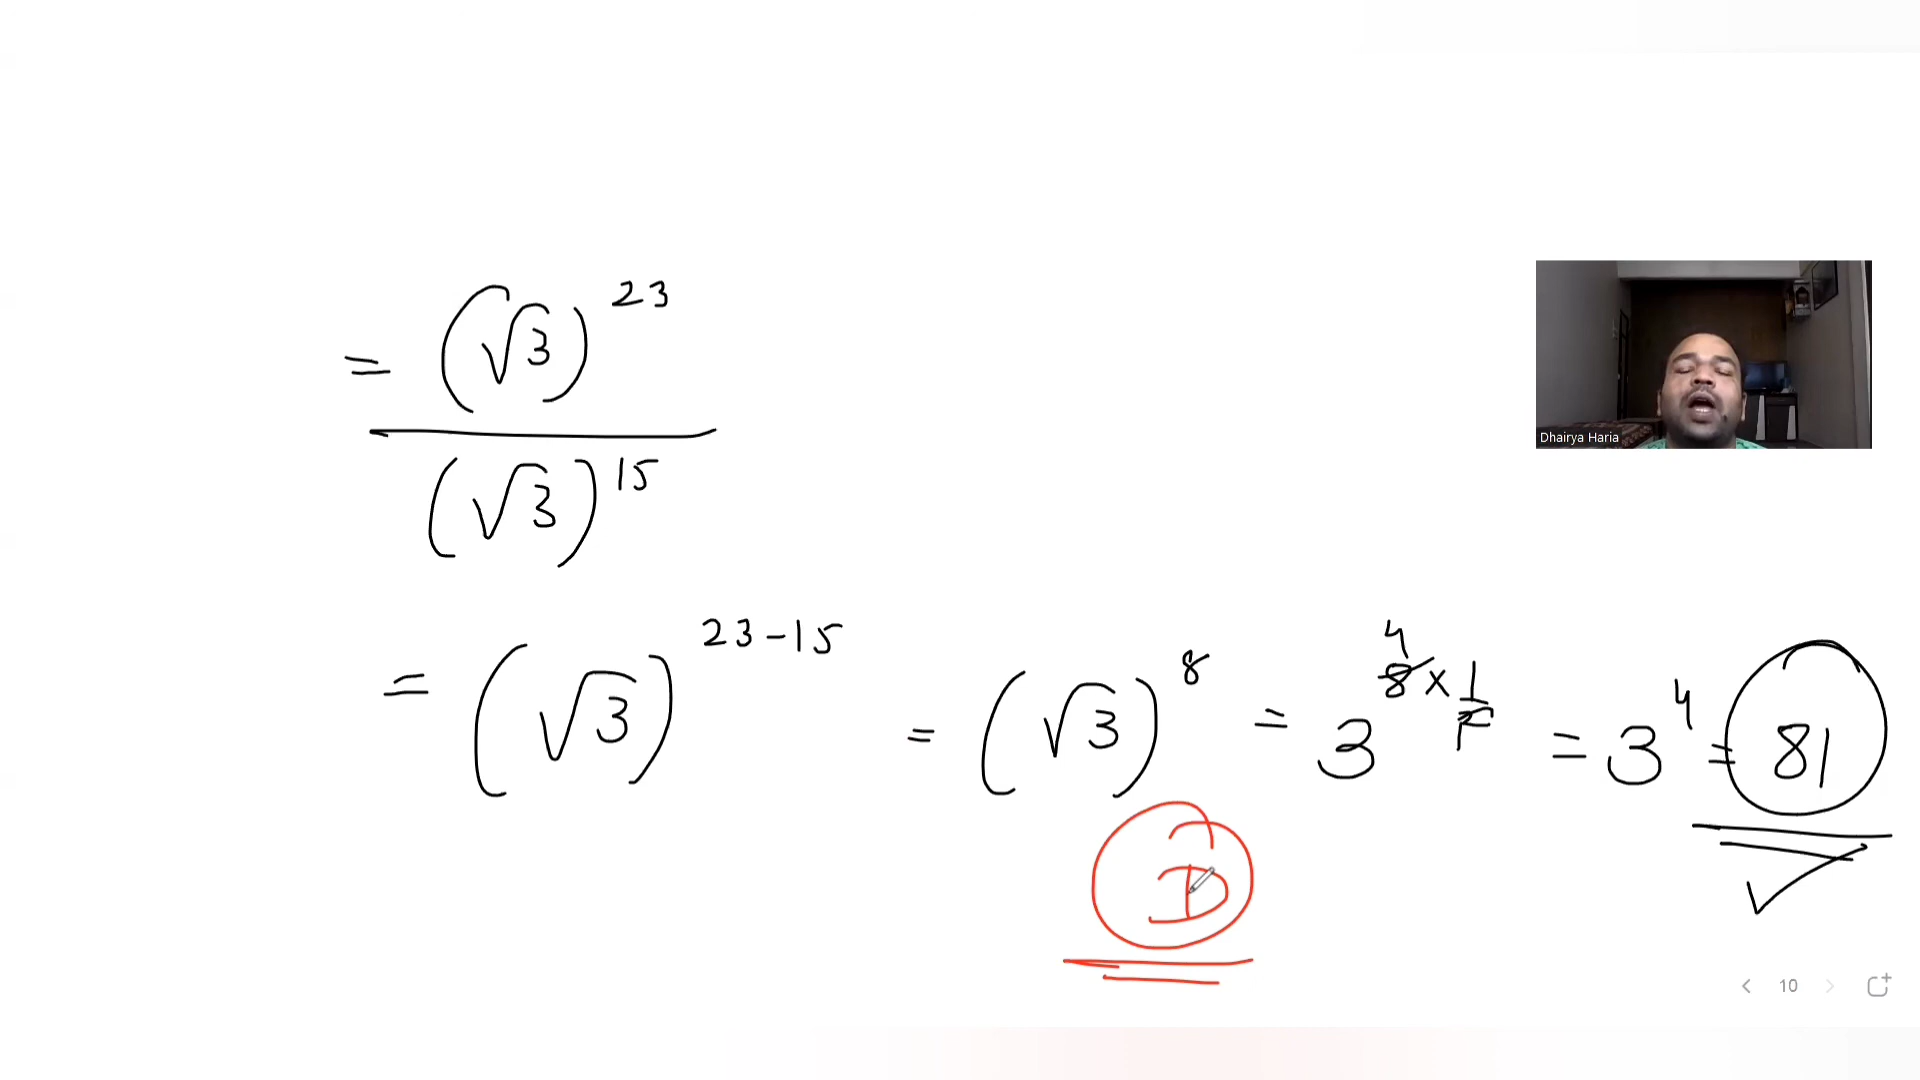 = (√3)^23
(√3)^15
= (√3)^23-15 = (√3)^8 = 3^8×1/2 = 3^4 = 81
4
D
Dhairya Haria
10